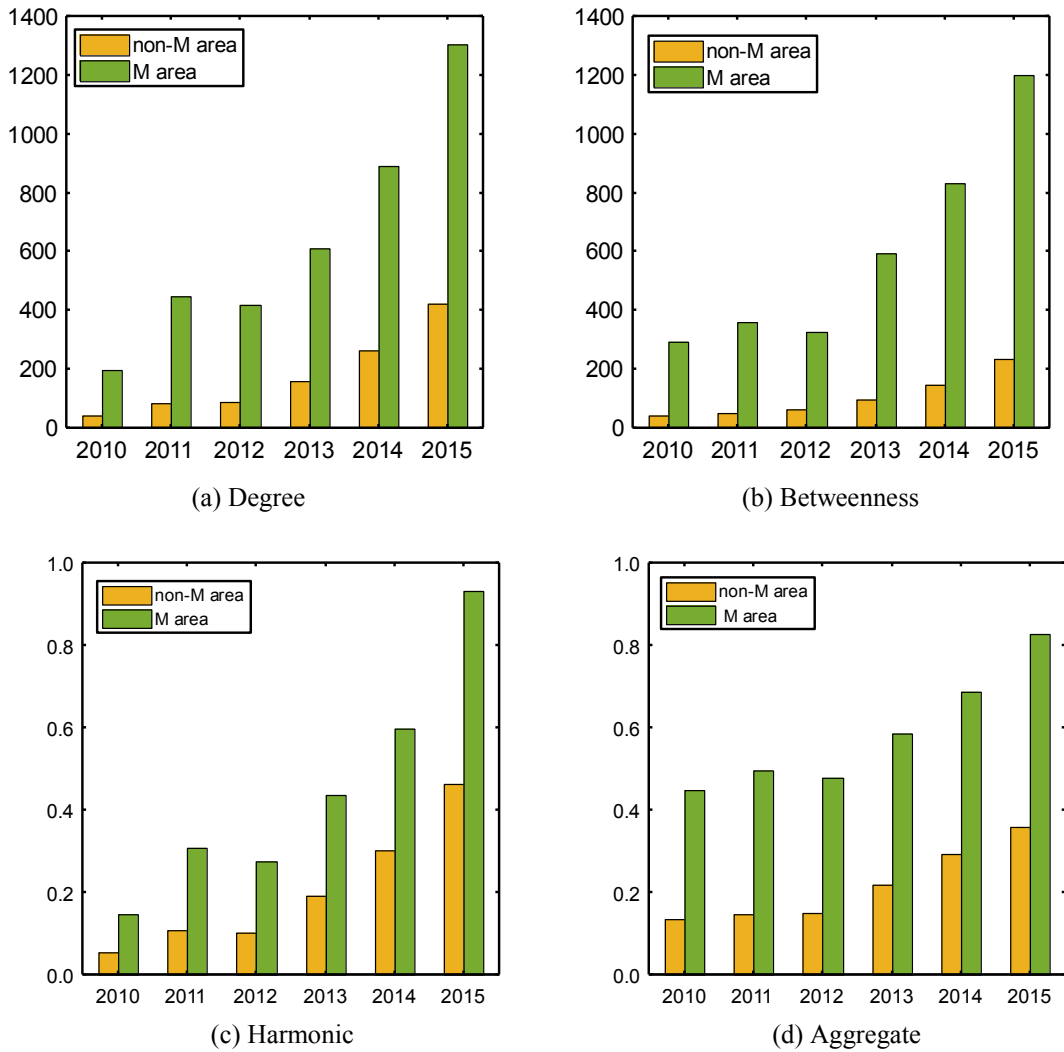 1400
1200
1000
800
600
400
200
0
non-M area
M area
2010 2011 2012 2013 2014 2015
(a) Degree
1400
1200
1000
800
600
400
200
0
non-M area
M area
2010 2011 2012 2013 2014 2015
(b) Betweenness
1.0
0.8
0.6
0.4
0.2
0.0
non-M area
M area
2010 2011 2012 2013 2014 2015
(c) Harmonic
1.0
0.8
0.6
0.4
0.2
0.0
non-M area
M area
2010 2011 2012 2013 2014 2015
(d) Aggregate